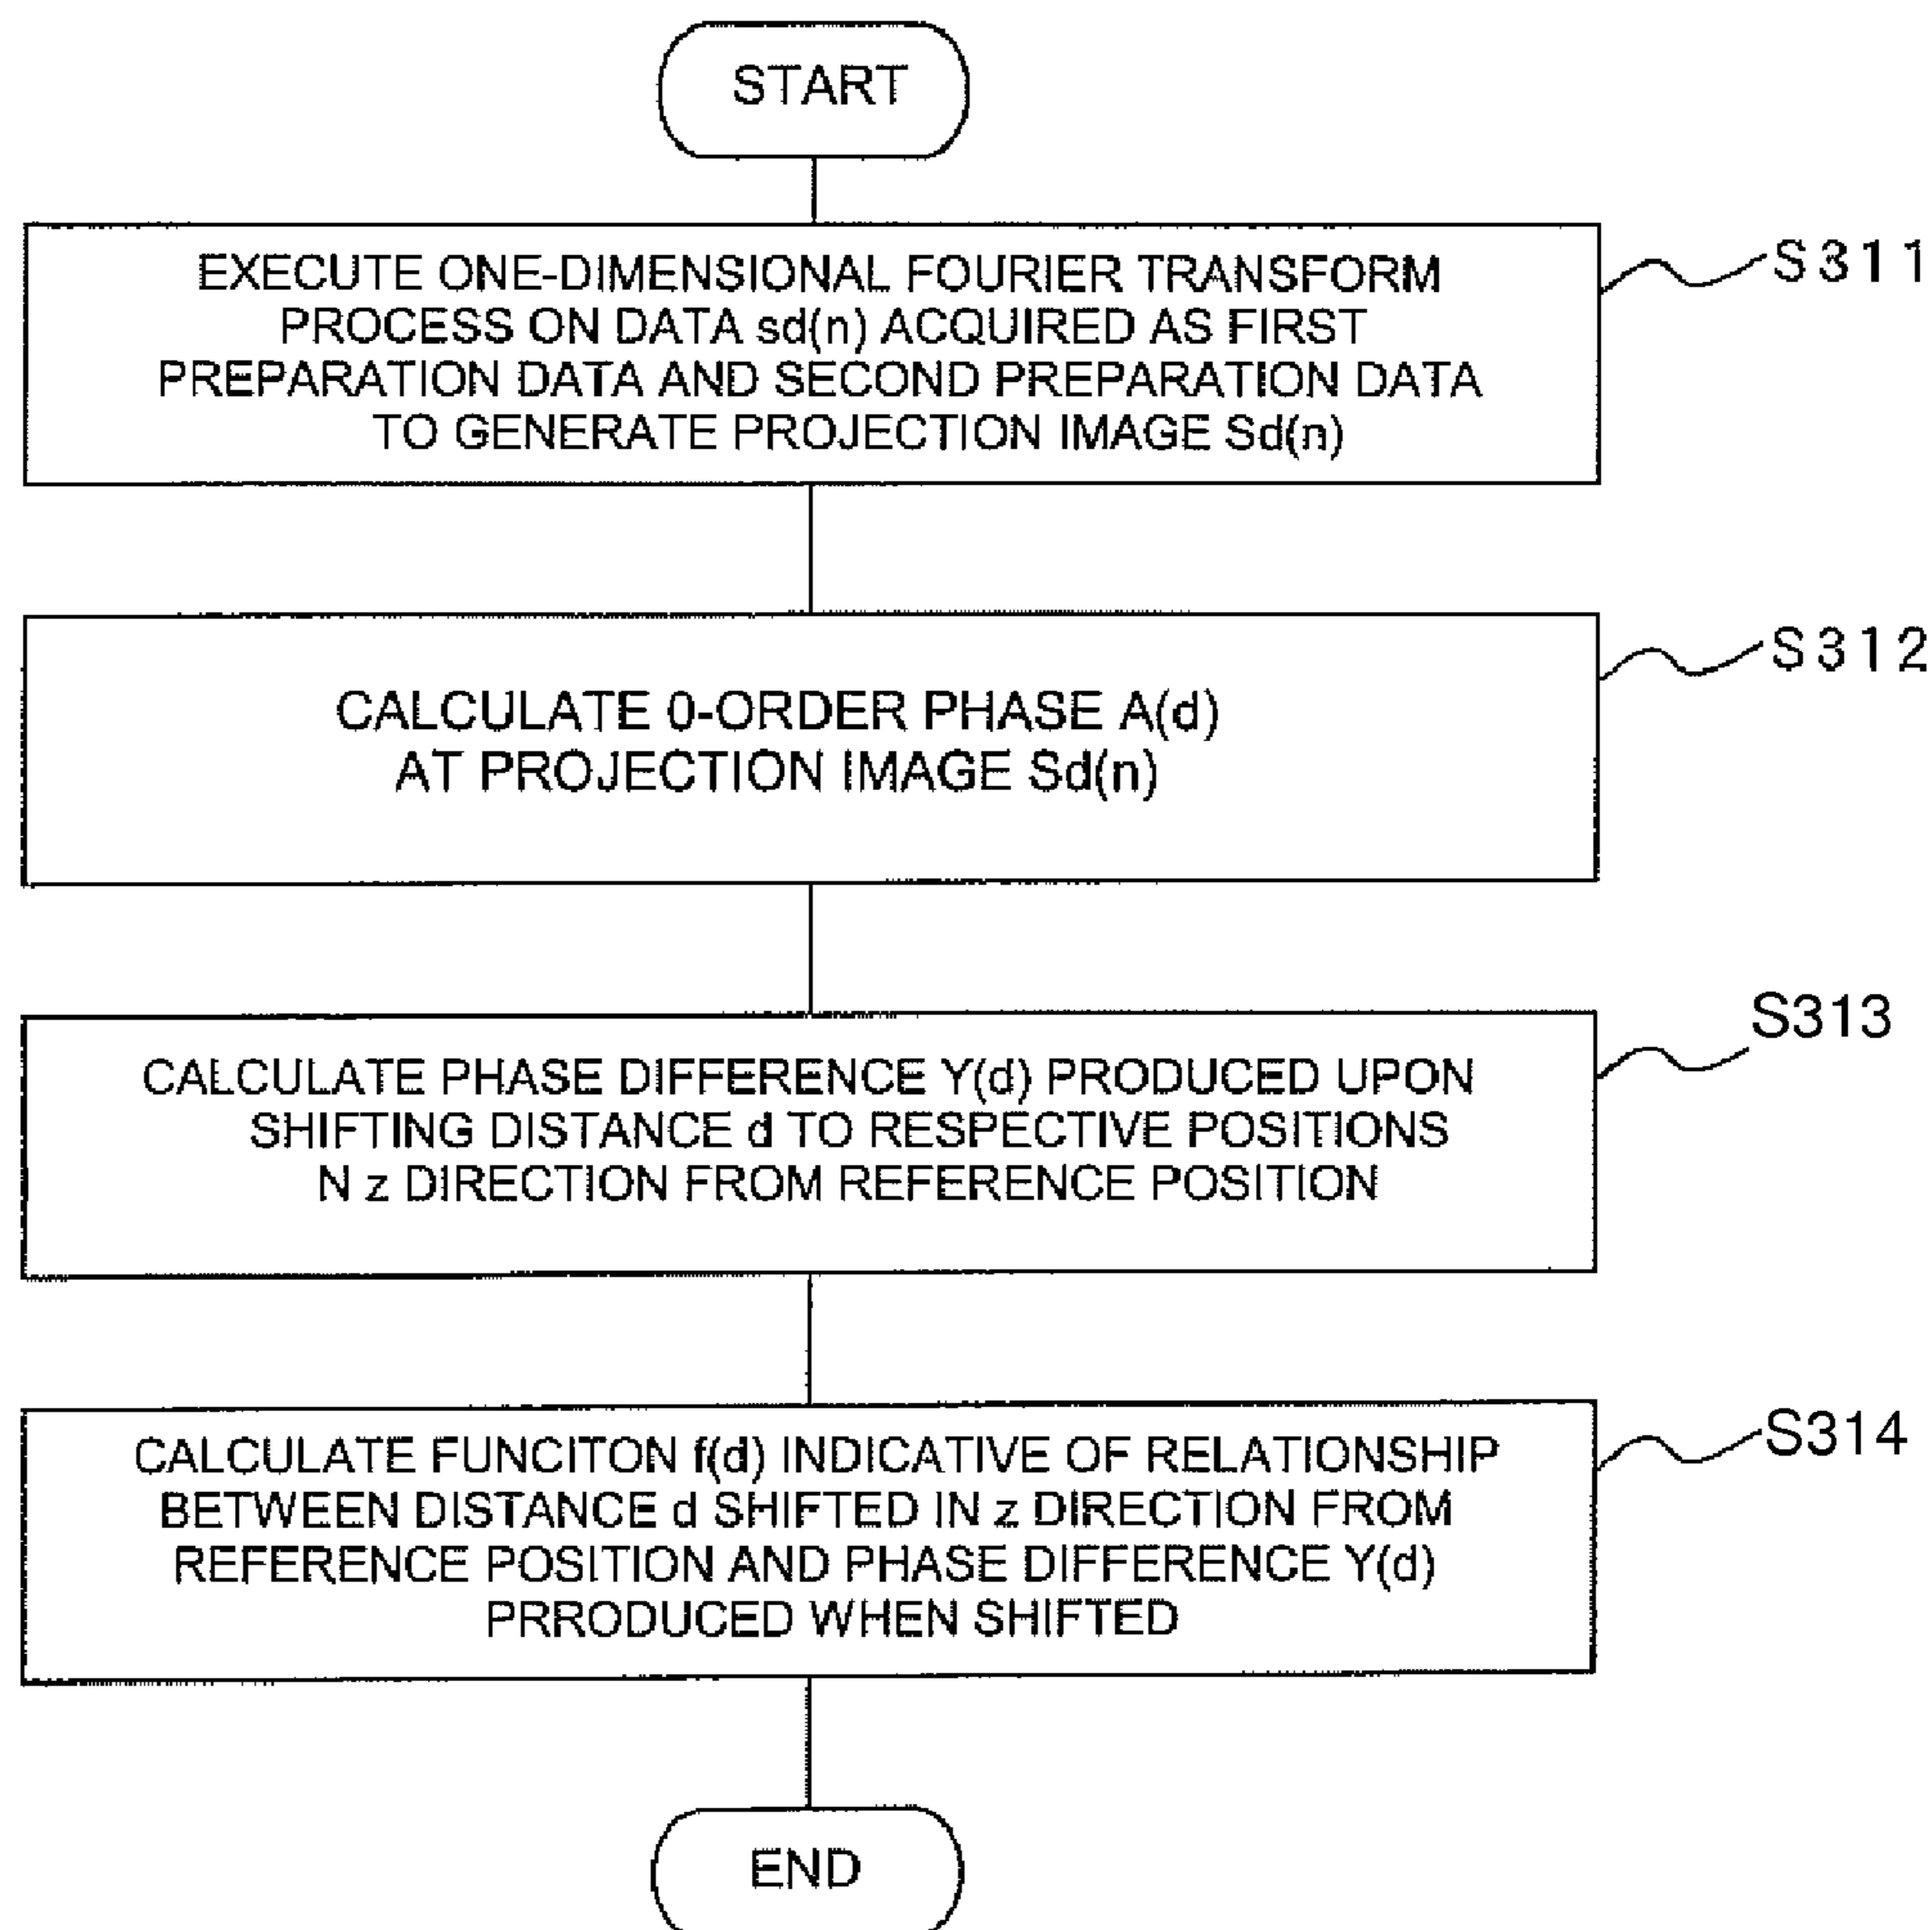 START
EXECUTE ONE-DIMENSIONAL FOURIER TRANSFORM
PROCESS ON DATA sd(n) ACQUIRED AS FIRST
PREPARATION DATA AND SECOND PREPARATION DATA
TO GENERATE PROJECTION IMAGE Sd(n)
S311
CALCULATE 0-ORDER PHASE A(d)
AT PROJECTION IMAGE Sd(n)
S312
CALCULATE PHASE DIFFERENCE Y(d) PRODUCED UPON
SHIFTING DISTANCE d TO RESPECTIVE POSITIONS
N z DIRECTION FROM REFERENCE POSITION
S313
CALCULATE FUNCITON f(d) INDICATIVE OF RELATIONSHIP
BETWEEN DISTANCE d SHIFTED IN z DIRECTION FROM
REFERENCE POSITION AND PHASE DIFFERENCE Y(d)
PRRODUCED WHEN SHIFTED
S314
END